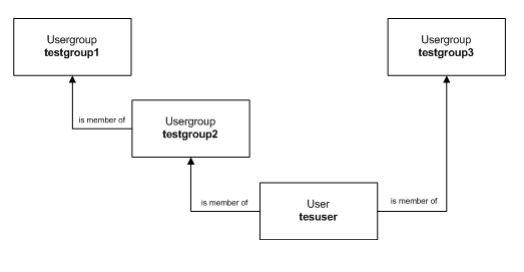 Usergroup
testgroup1
Usergroup
testgroup3
is member of
Usergroup
testgroup2
is member of
User
tesuser
is member of